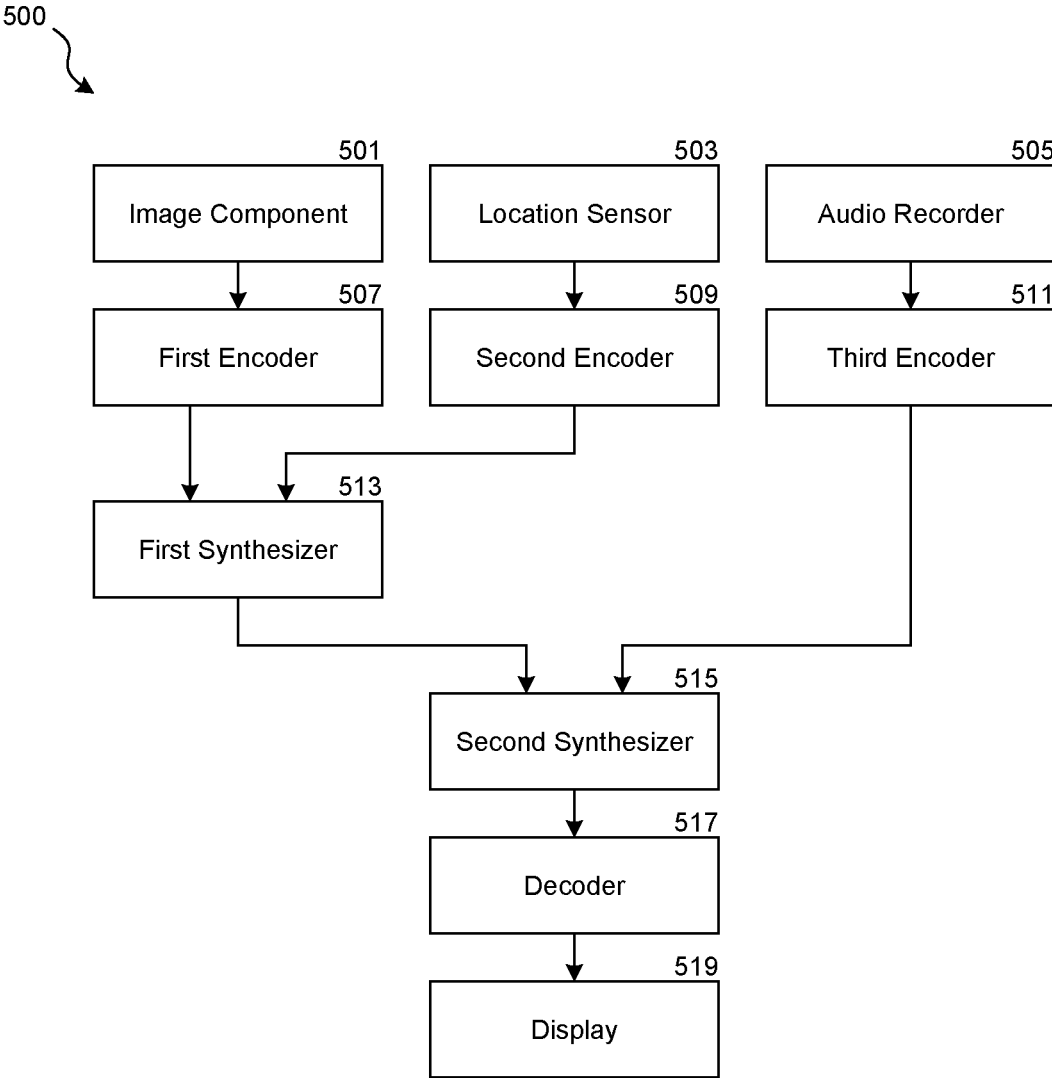 500
501
503
505
Image Component
Location Sensor
Audio Recorder
507
509
511
First Encoder
Second Encoder
Third Encoder
513
First Synthesizer
515
Second Synthesizer
517
Decoder
519
Display